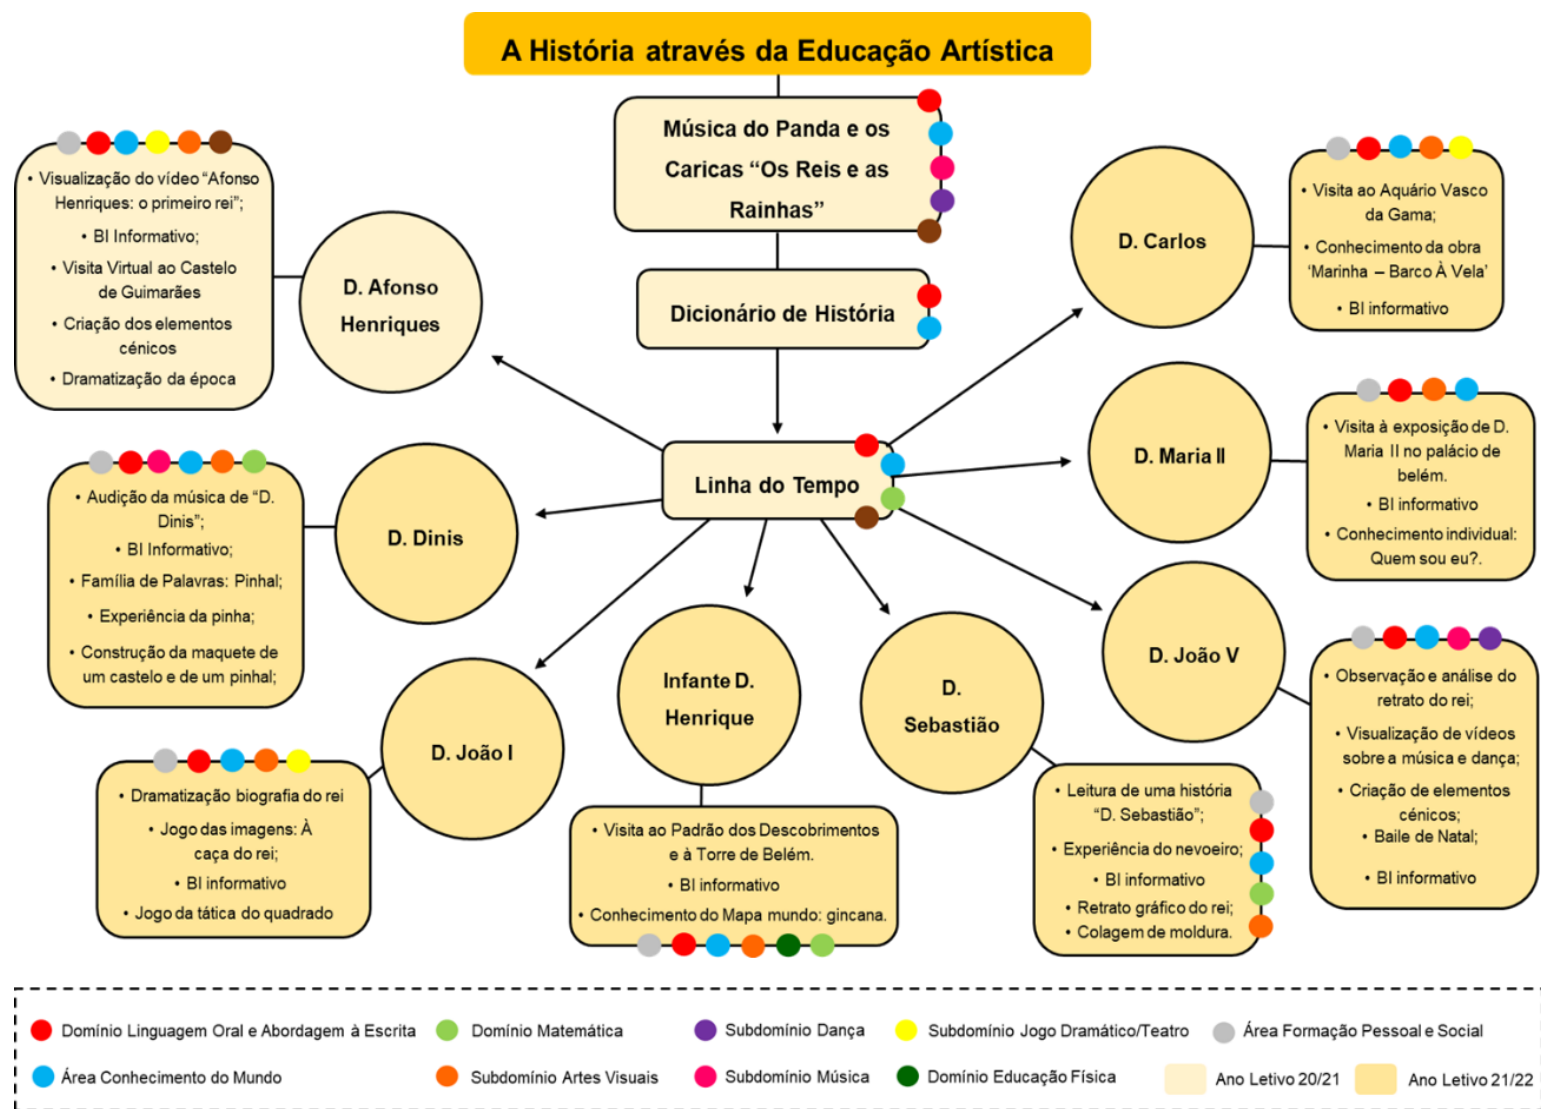 A História através da Educação Artística
Música do Panda e os
Caricas “Os Reis e as
Rainhas”
Dicionário de História
Linha do Tempo
• Visualização do vídeo “Afonso
Henriques: o primeiro rei”;
• BI Informativo;
• Visita Virtual ao Castelo
de Guimarães
• Criação dos elementos
cénicos
• Dramatização da época
D. Afonso
Henriques
• Audição da música de “D.
Dinis”;
• BI Informativo;
• Família de Palavras: Pinhal;
• Experiência da pinha;
• Construção da maquete de
um castelo e de um pinhal;
D. Dinis
• Dramatização biografia do rei
• Jogo das imagens: À
caça do rei;
• BI informativo
• Jogo da tática do quadrado
D. João I
Infante D.
Henrique
• Visita ao Padrão dos Descobrimentos
e à Torre de Belém.
• BI informativo
• Conhecimento do Mapa mundo: gincana.
D.
Sebastião
• Leitura de uma história
“D. Sebastião”;
• Experiência do nevoeiro;
• BI informativo
• Retrato gráfico do rei;
• Colagem de moldura.
D. João V
• Observação e análise do
retrato do rei;
• Visualização de vídeos
sobre a música e dança;
• Criação de elementos
cénicos;
• Baile de Natal;
• BI informativo
D. Maria II
• Visita à exposição de D.
Maria II no palácio de
belém.
• BI informativo
• Conhecimento individual:
Quem sou eu?.
D. Carlos
• Visita ao Aquário Vasco
da Gama;
• Conhecimento da obra
‘Marinha – Barco À Vela’
• BI informativo
Domínio Linguagem Oral e Abordagem à Escrita
Domínio Matemática
Subdomínio Dança
Subdomínio Jogo Dramático/Teatro
Área Formação Pessoal e Social
Área Conhecimento do Mundo
Subdomínio Artes Visuais
Subdomínio Música
Domínio Educação Física
Ano Letivo 20/21
Ano Letivo 21/22